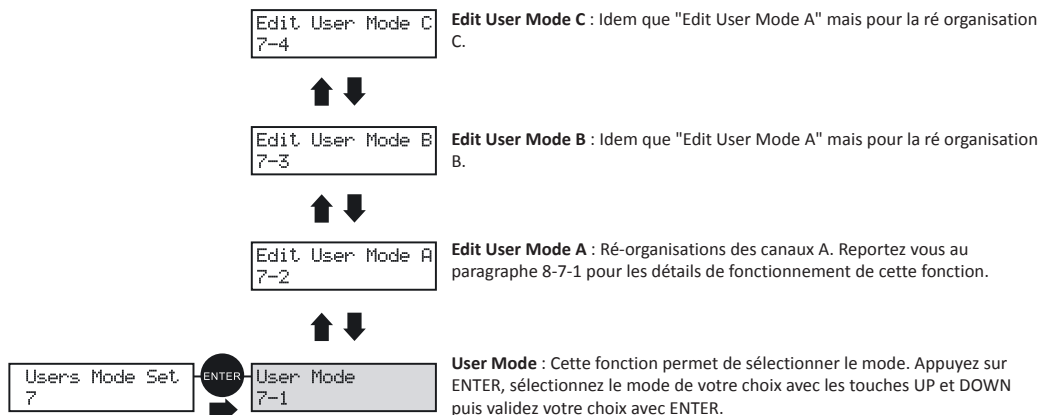 Edit User Mode C
7-4
Edit User Mode C : Idem que "Edit User Mode A" mais pour la ré organisation
C.
Edit User Mode B
7-3
Edit User Mode B : Idem que "Edit User Mode A" mais pour la ré organisation
B.
Edit User Mode A
7-2
Edit User Mode A : Ré-organisations des canaux A. Reportez vous au
paragraphe 8-7-1 pour les détails de fonctionnement de cette fonction.
Users Mode Set
7
ENTER
User Mode
7-1
User Mode : Cette fonction permet de sélectionner le mode. Appuyez sur
ENTER, sélectionnez le mode de votre choix avec les touches UP et DOWN
puis validez votre choix avec ENTER.